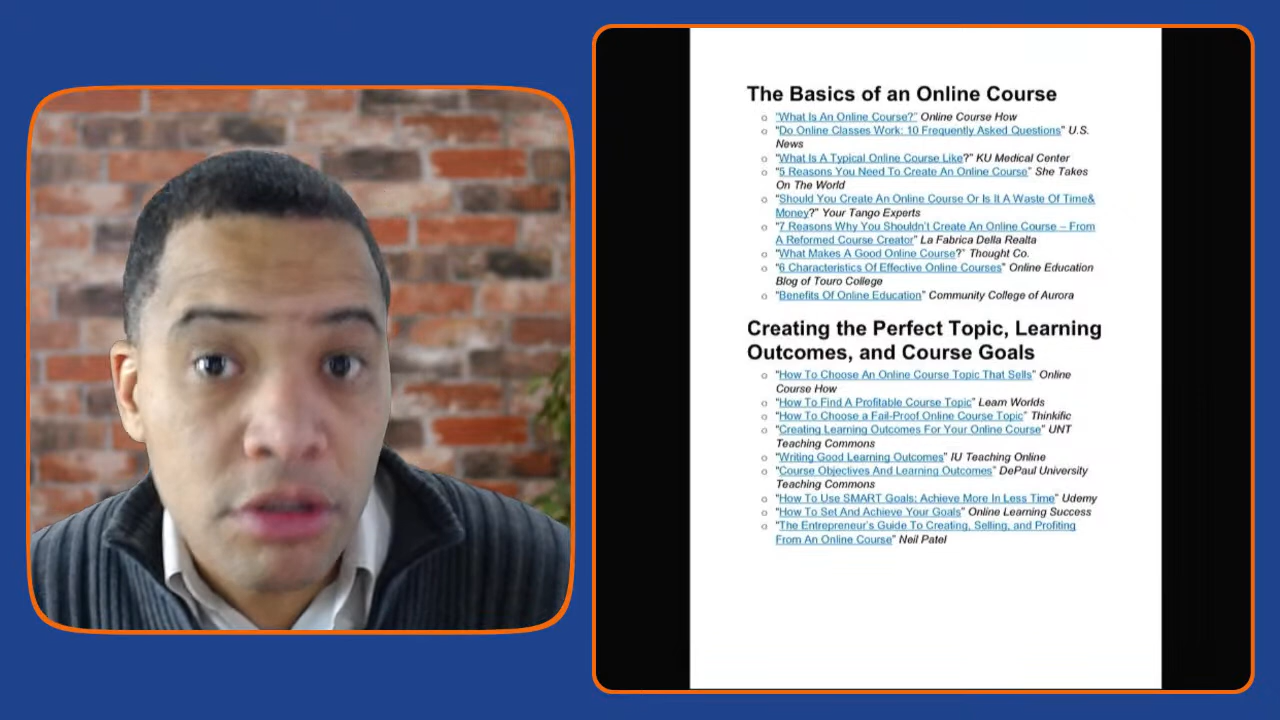 The Basics of an Online Course
o "What Is An Online Course?" Online Course How
o "Do Online Classes Work: 10 Frequently Asked Questions" U.S.
News
o "What Is A Typical Online Course Like?" KU Medical Center
o "5 Reasons You Need To Create An Online Course" She Takes
On The World
o "Should You Create An Online Course Or Is It A Waste Of Time&
Money?" Your Tango Experts
o "7 Reasons Why You Shouldn't Create An Online Course – From
A Reformed Course Creator" La Fabrica Della Realta
o "What Makes A Good Online Course?" Thought Co.
o "6 Characteristics Of Effective Online Courses" Online Education
Blog of Touro College
o "Benefits Of Online Education" Community College of Aurora
Creating the Perfect Topic, Learning
Outcomes, and Course Goals
o "How To Choose An Online Course Topic That Sells" Online
Course How
o "How To Find A Profitable Course Topic" Learn Worlds
o "How To Choose a Fail-Proof Online Course Topic" Thinkific
o "Creating Learning Outcomes For Your Online Course" UNT
Teaching Commons
o "Writing Good Learning Outcomes" IU Teaching Online
o "Course Objectives And Learning Outcomes" DePaul University
Teaching Commons
o "How To Use SMART Goals: Achieve More In Less Time" Udemy
o "How To Set And Achieve Your Goals" Online Learning Success
o "The Entrepreneur's Guide To Creating, Selling, and Profiting
From An Online Course" Neil Patel